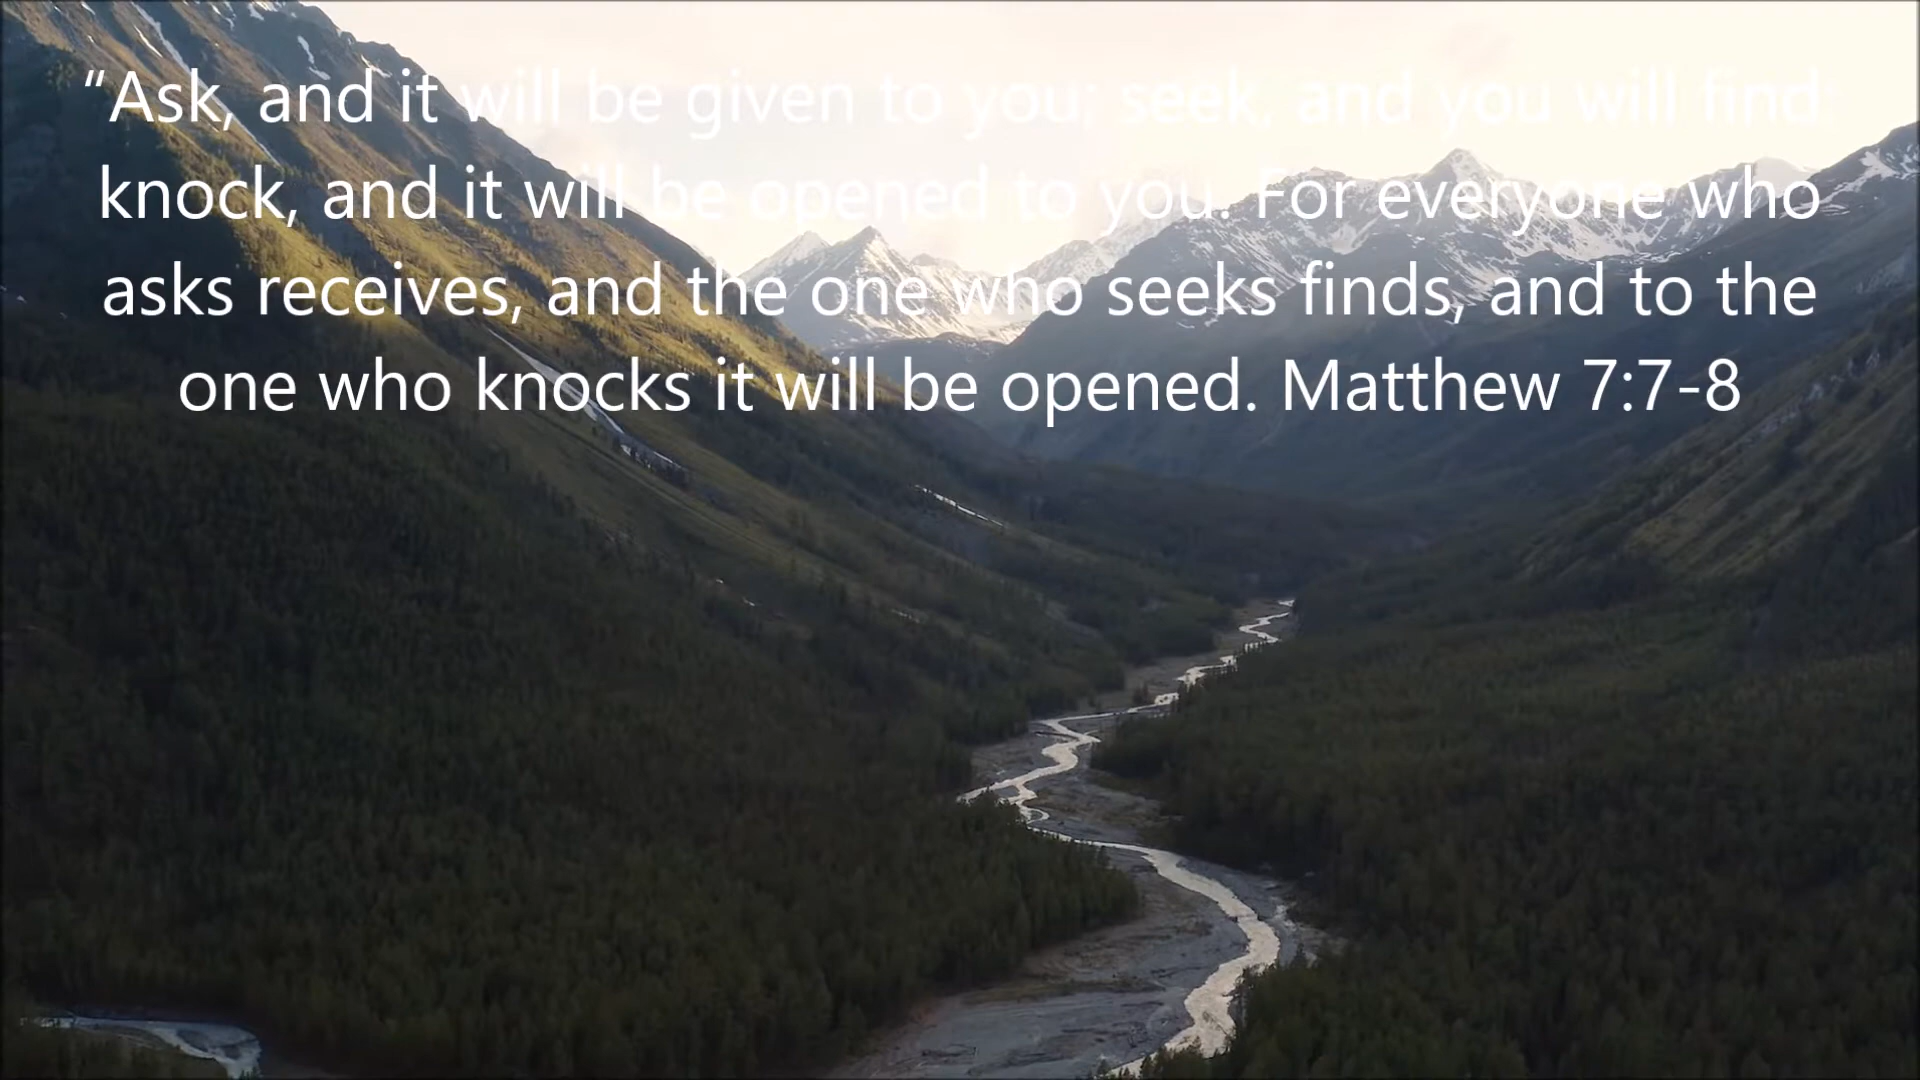 “Ask, and it will be given to you; seek, and you will find;
knock, and it will be opened to you. For everyone who
asks receives, and the one who seeks finds, and to the
one who knocks it will be opened. Matthew 7:7-8